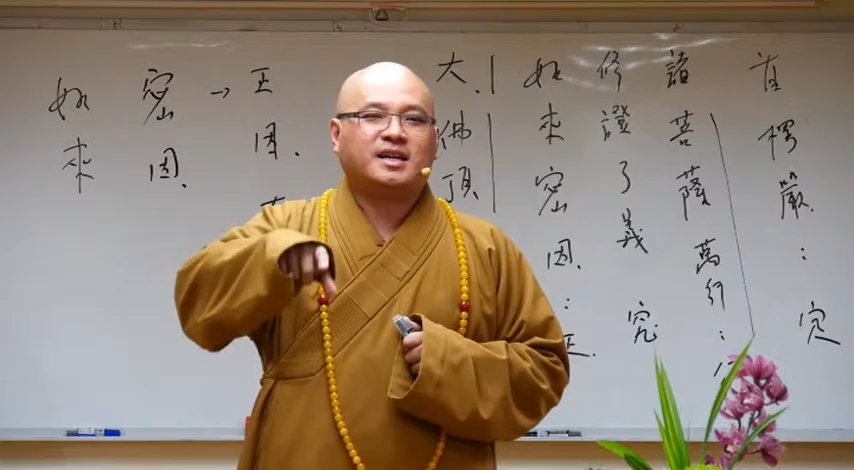 首楞嚴：定
諸菩薩萬行：
修證了義 究
如來密因：正
大佛頂
正因.
密因. →
如來